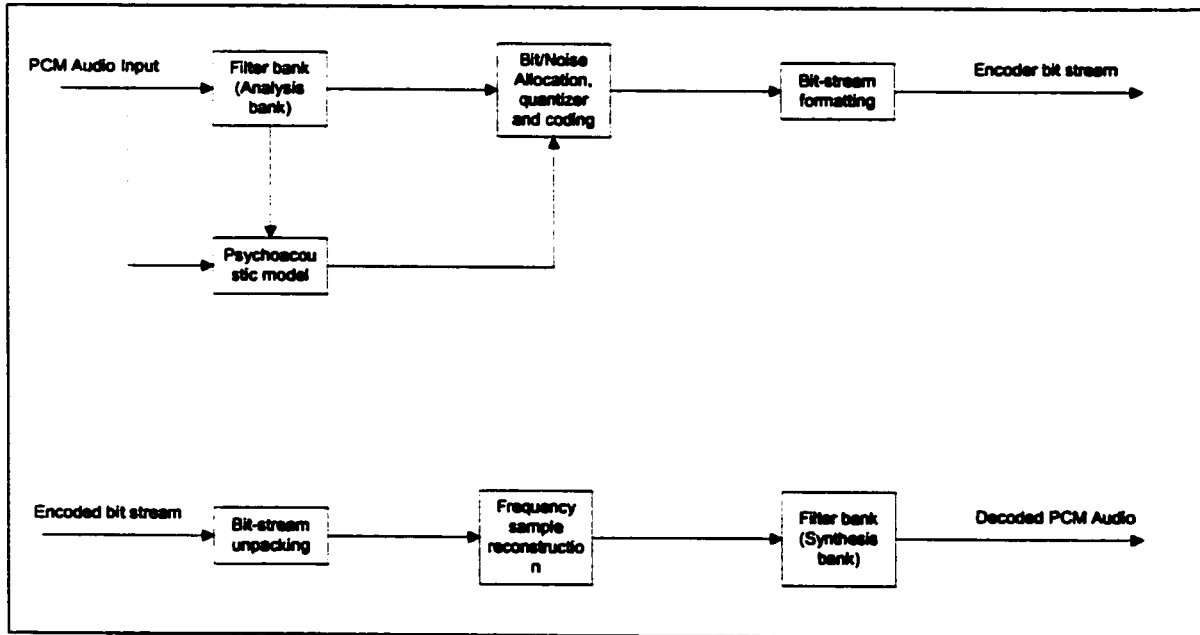 PCM Audio Input
Filter bank
(Analysis
bank)
Bit/Noise
Allocation,
quantizer
and coding
Bit-stream
formatting
Encoder bit stream
Psychoacou
stic model
Encoded bit stream
Bit-stream
unpacking
Frequency
sample
reconstructio
n
Filter bank
(Synthesis
bank)
Decoded PCM Audio